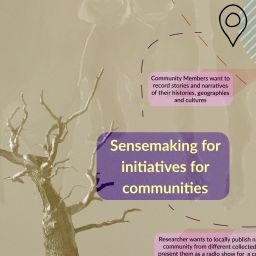 Community Members want to
record stories and narratives
of their histories, geographies
and cultures
Sensemaking for
initiatives for
communities
Researcher wants to locally publish
community from different collected
present them as a radio show for a